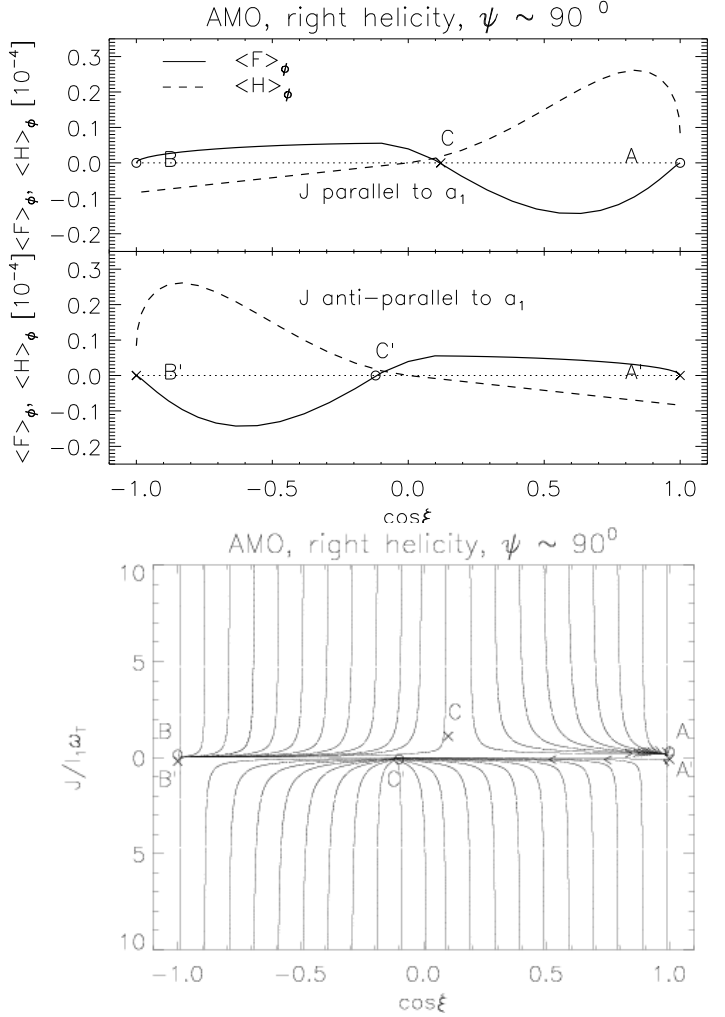 AMO, right helicity, ψ ~ 90 ⁰
<F>ϕ, <H>ϕ [10⁻⁴]
0.3
0.2
0.1
0.0
−0.1
−0.2
<F>ϕ
<H>ϕ
B
C
A
J parallel to a₁
<F>ϕ, <H>ϕ [10⁻⁴]
0.3
0.2
0.1
0.0
−0.1
−0.2
J anti−parallel to a₁
B'
C'
A'
−1.0 −0.5 0.0 0.5 1.0
cosξ
AMO, right helicity, ψ ~ 90⁰
J/I₁ω_T
10
5
0
5
10
B
C
A
B'
C'
A'
−1.0 −0.5 0.0 0.5 1.0
cosξ